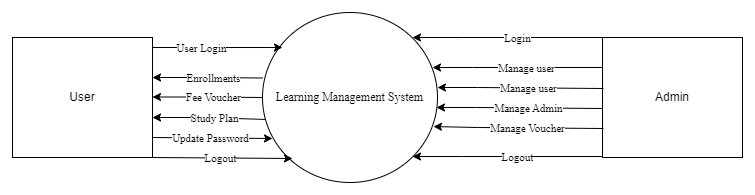 User
User Login
Enrollments
Fee Voucher
Study Plan
Update Password
Logout
Learning Management System
Login
Manage user
Manage user
Manage Admin
Manage Voucher
Logout
Admin